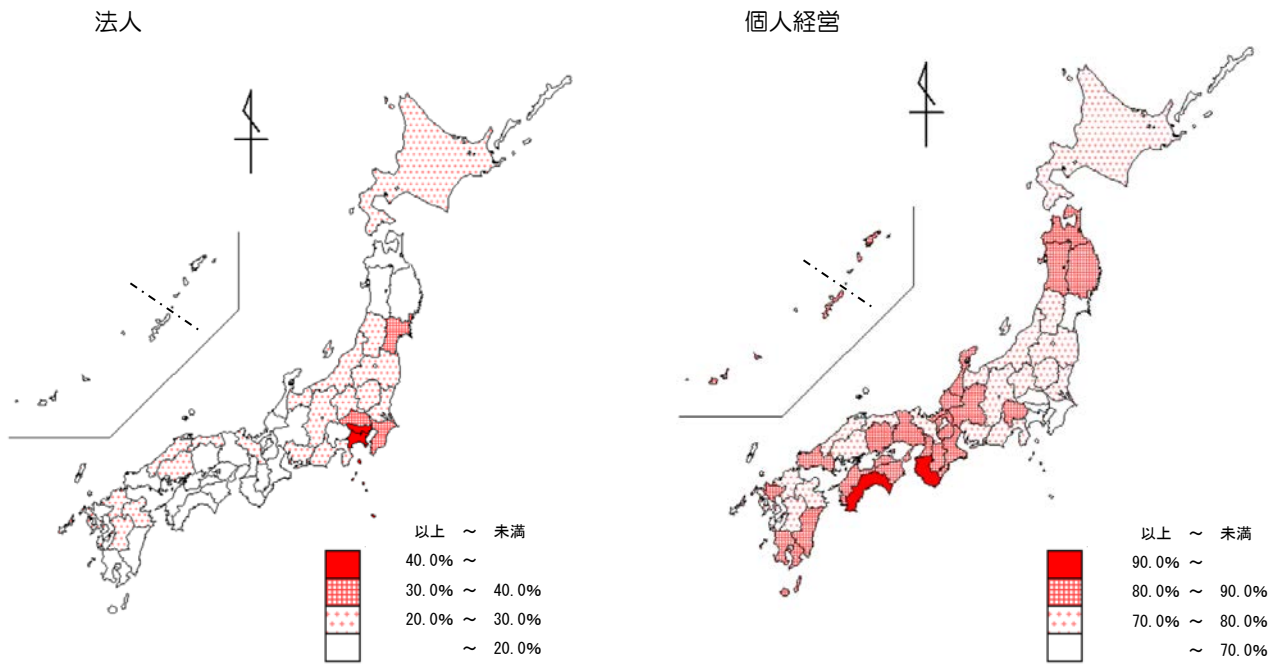 法人
個人経営
以上 ～ 未満
40.0% ～
30.0% ～ 40.0%
20.0% ～ 30.0%
～ 20.0%
以上 ～ 未満
90.0% ～
80.0% ～ 90.0%
70.0% ～ 80.0%
～ 70.0%